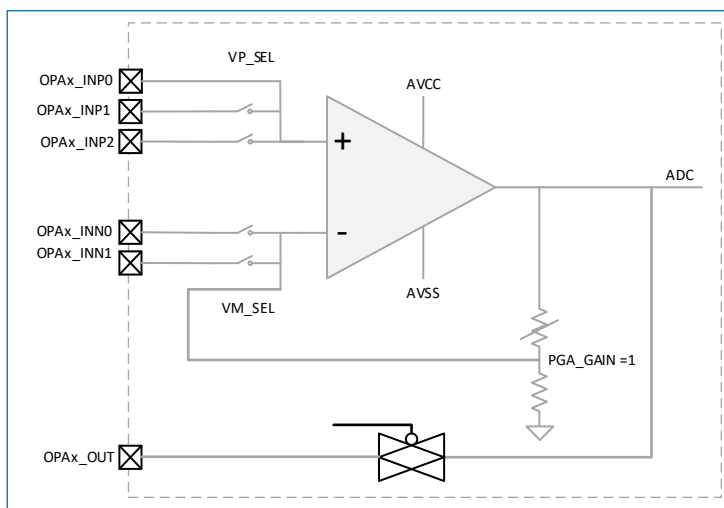 VP_SEL
OPAx_INP0
AVCC
OPAx_INP1
OPAx_INP2
+
ADC
OPAx_INN0
-
OPAx_INN1
AVSS
VM_SEL
PGA_GAIN =1
OPAx_OUT